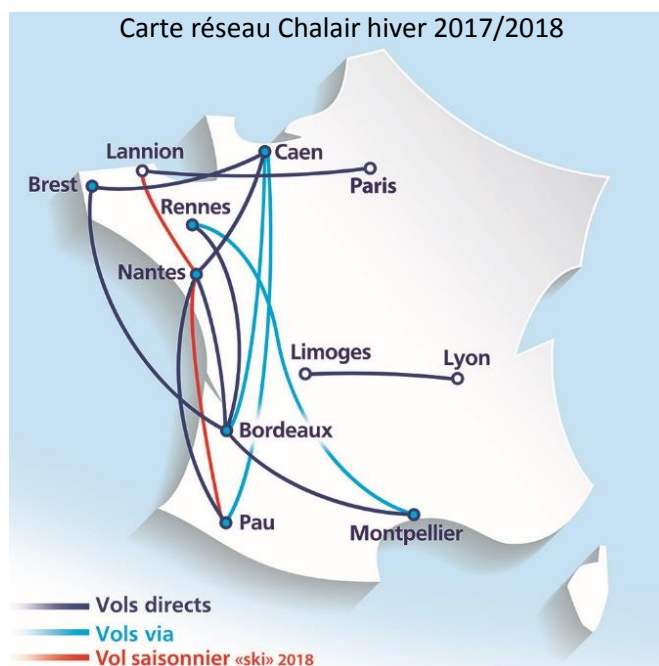 Carte réseau Chalair hiver 2017/2018
Lannion
Caen
Brest
Paris
Rennes
Nantes
Limoges
Lyon
Bordeaux
Pau
Montpellier
Vols directs
Vols via
Vol saisonnier «ski» 2018